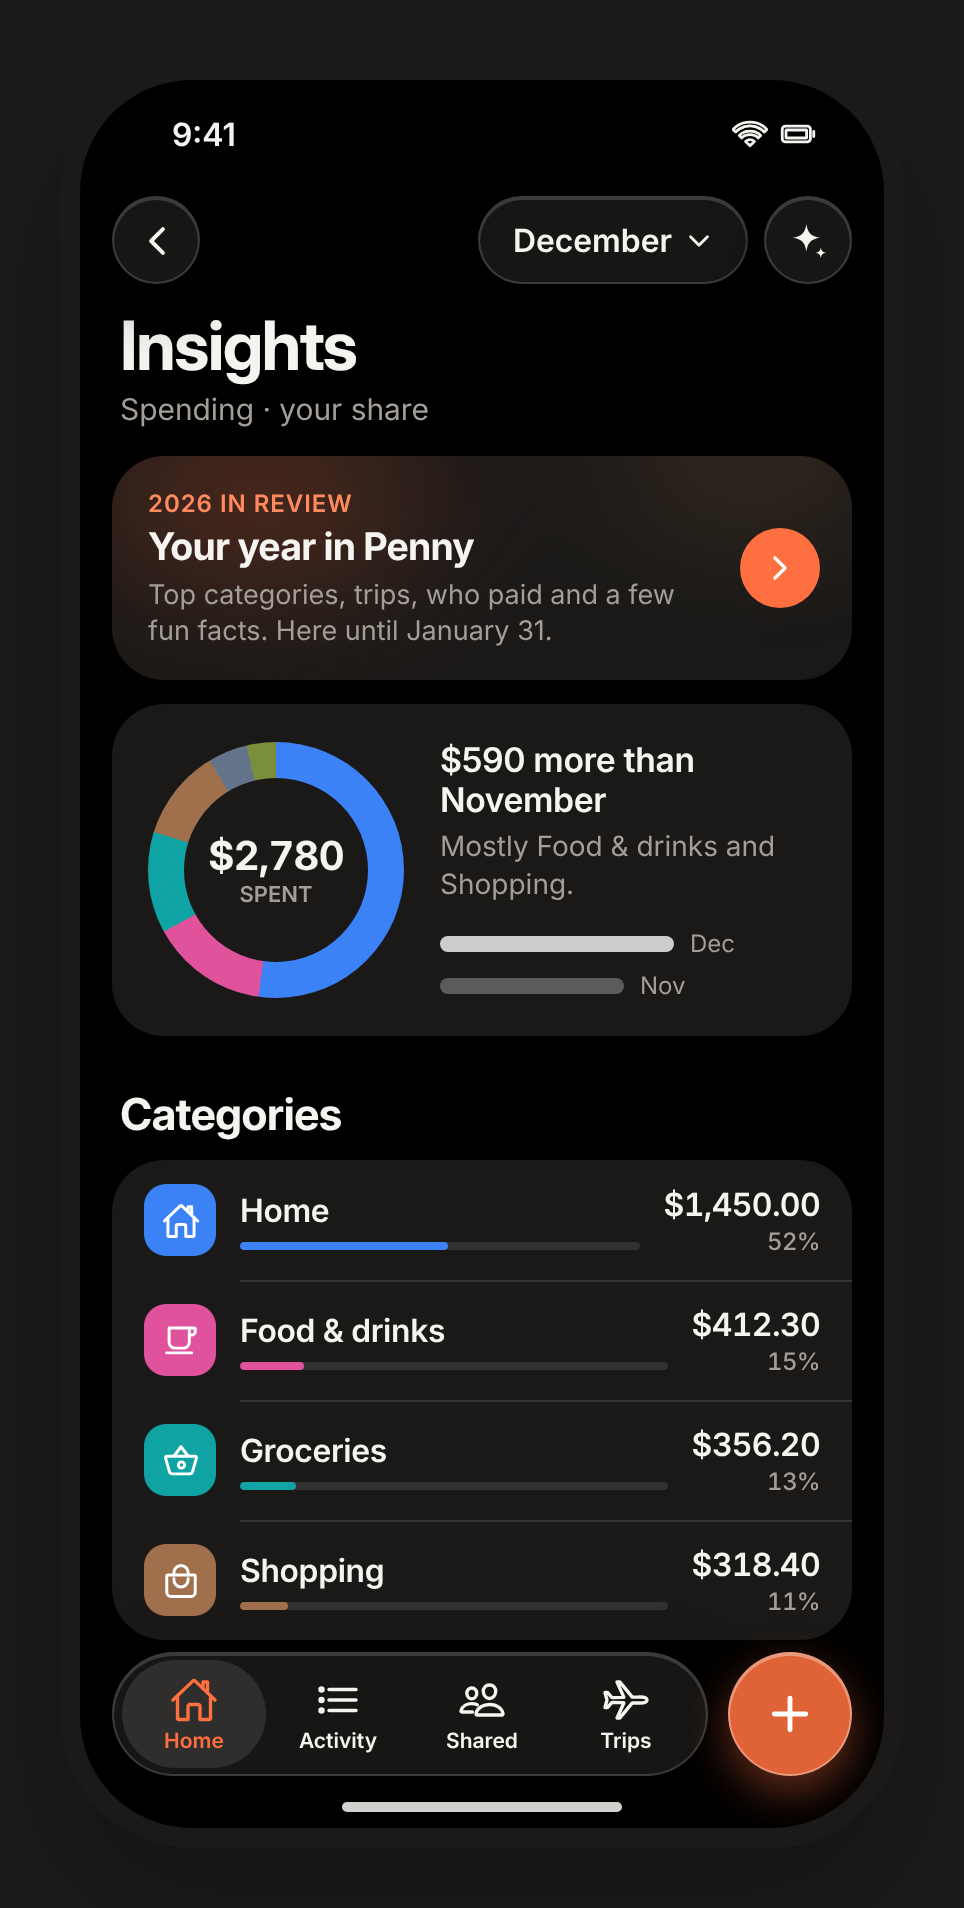 9:41
December
Insights
Spending · your share
2026 IN REVIEW
Your year in Penny
Top categories, trips, who paid and a few
fun facts. Here until January 31.
$2,780
SPENT
$590 more than
November
Mostly Food & drinks and
Shopping.
Dec
Nov
Categories
Home
$1,450.00
52%
Food & drinks
$412.30
15%
Groceries
$356.20
13%
Shopping
$318.40
11%
Home
Activity
Shared
Trips